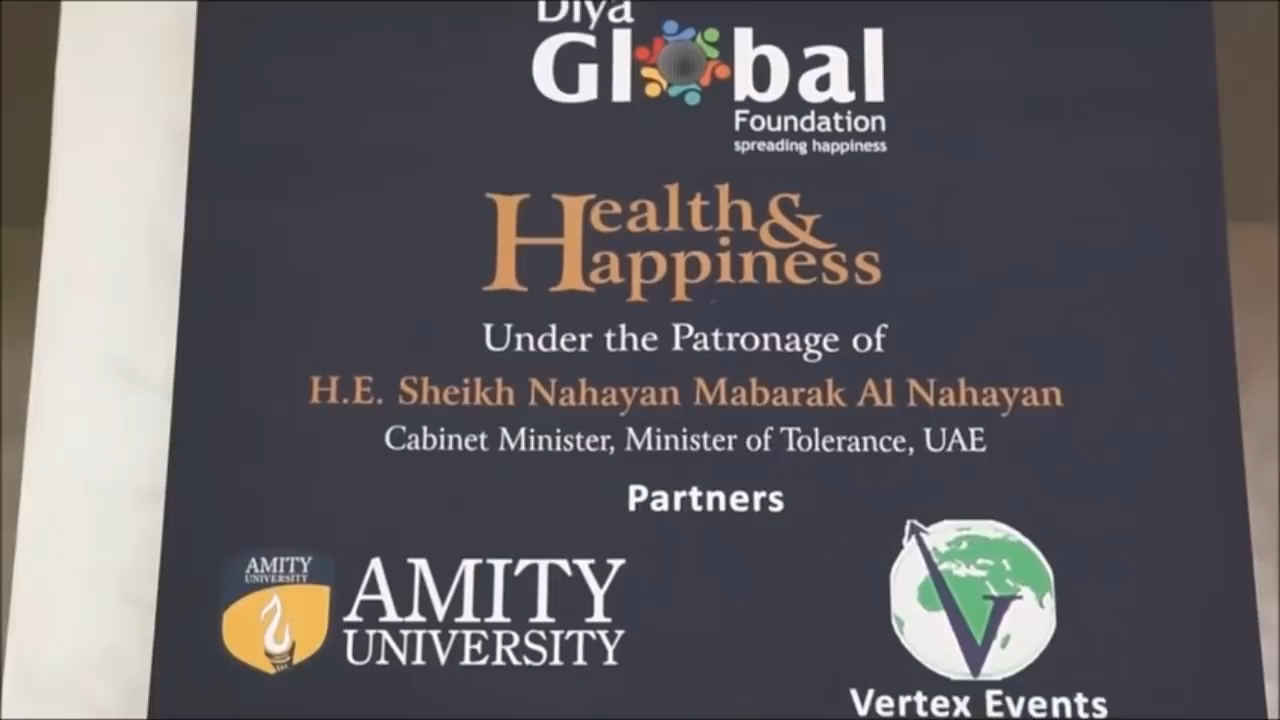 Diya
Global
Foundation
spreading happiness
Health &
Happiness
Under the Patronage of
H.E. Sheikh Nahayan Mabarak Al Nahayan
Cabinet Minister, Minister of Tolerance, UAE
Partners
AMITY
UNIVERSITY
AMITY
UNIVERSITY
V
Vertex Events